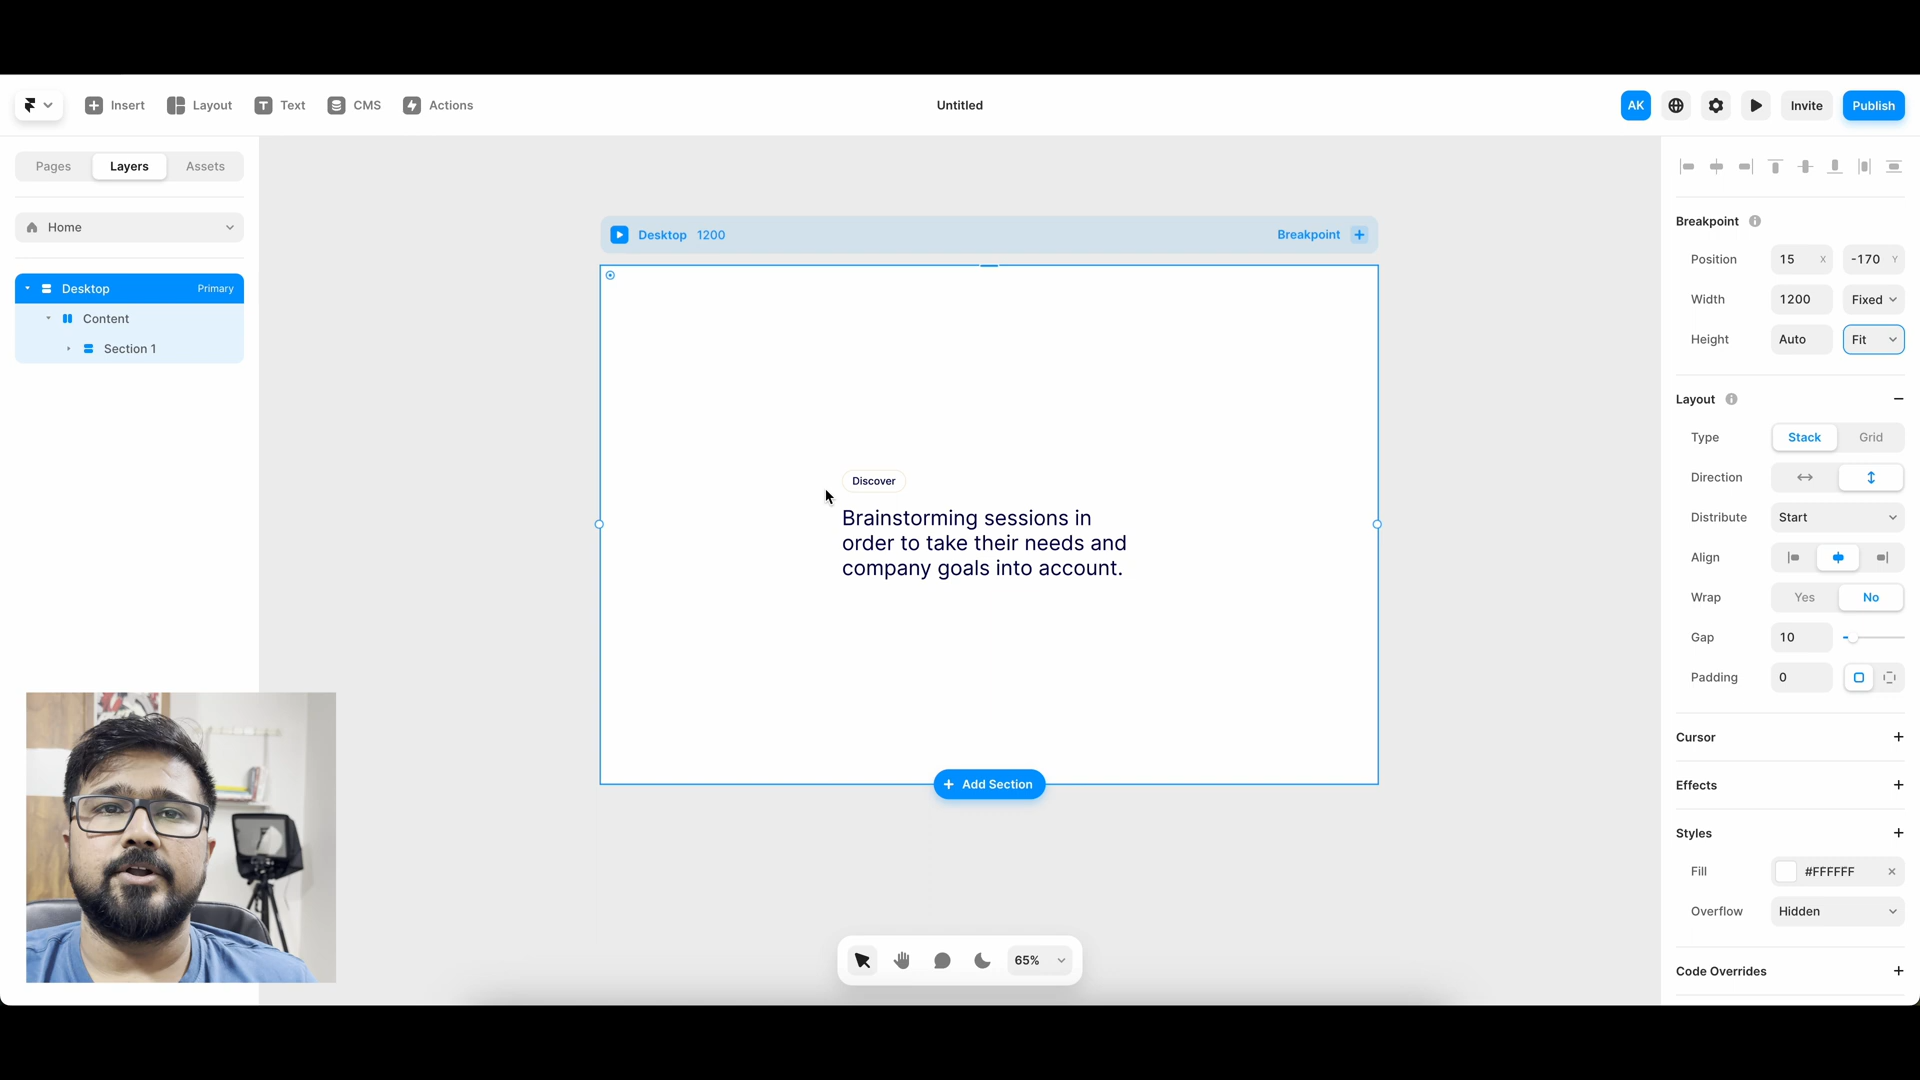 Insert
Layout
Text
CMS
Actions
Untitled
AK
Invite
Publish
Pages
Layers
Assets
Home
Desktop
Primary
Content
Section 1
Desktop 1200
Breakpoint
Discover
Brainstorming sessions in
order to take their needs and
company goals into account.
Add Section
65%
Breakpoint
Position 15 X -170 Y
Width 1200 Fixed
Height Auto Fit
Layout
Type Stack Grid
Direction
Distribute Start
Align
Wrap Yes No
Gap 10
Padding 0
Cursor
Effects
Styles
Fill #FFFFFF
Overflow Hidden
Code Overrides